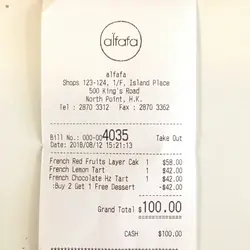 alfafa
alfafa
Shops 123-124, 1/F, Island Place
500 King's Road
North Point, H.K.
Tel : 2870 3312 Fax : 2870 3352
Bill No.: 000-004035 Take Out
Date: 2018/08/12 15:21:13
French Red Fruits Layer Cak 1 $58.00
French Lemon Tart 1 $42.00
French Chocolate Hz Tart 1 $42.00
:Buy 2 Get 1 Free Dessert -$42.00
Grand Total $100.00
CASH $100.00